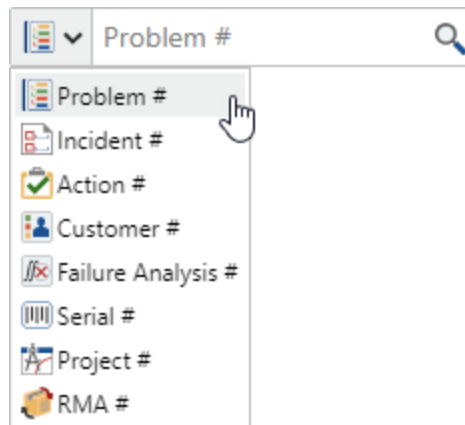 Problem #
Problem #
Incident #
Action #
Customer #
Failure Analysis #
Serial #
Project #
RMA #